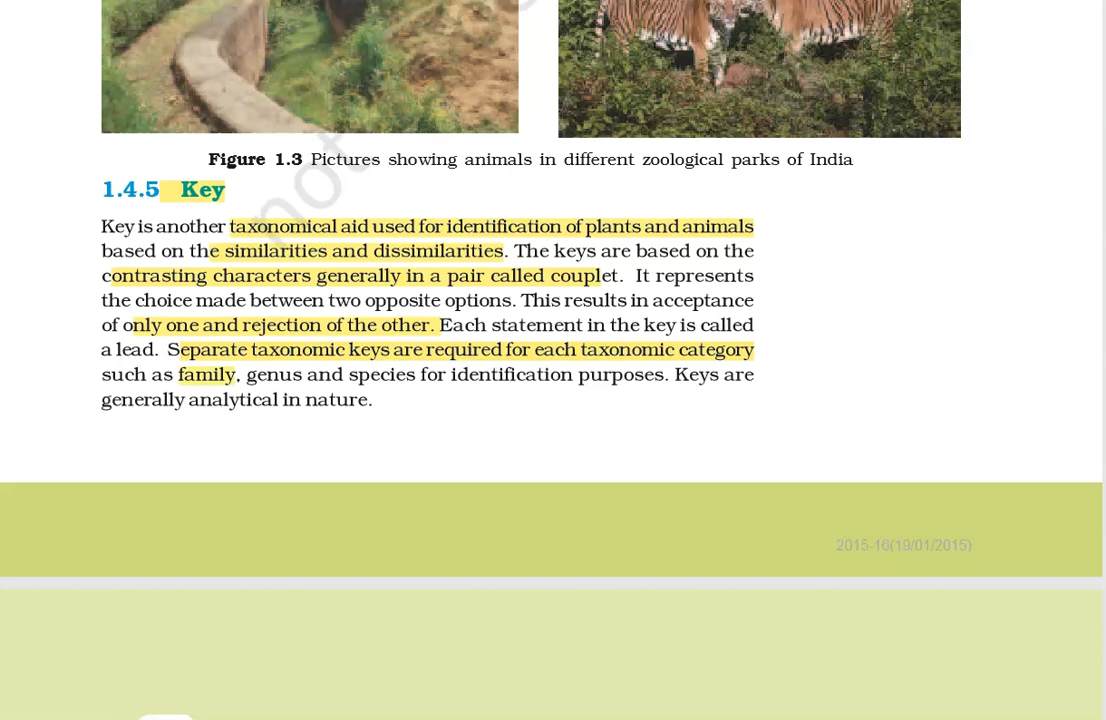 Figure 1.3 Pictures showing animals in different zoological parks of India
1.4.5 Key
Key is another taxonomical aid used for identification of plants and animals
based on the similarities and dissimilarities. The keys are based on the
contrasting characters generally in a pair called couplet. It represents
the choice made between two opposite options. This results in acceptance
of only one and rejection of the other. Each statement in the key is called
a lead. Separate taxonomic keys are required for each taxonomic category
such as family, genus and species for identification purposes. Keys are
generally analytical in nature.
not
2015-16(19/01/2015)